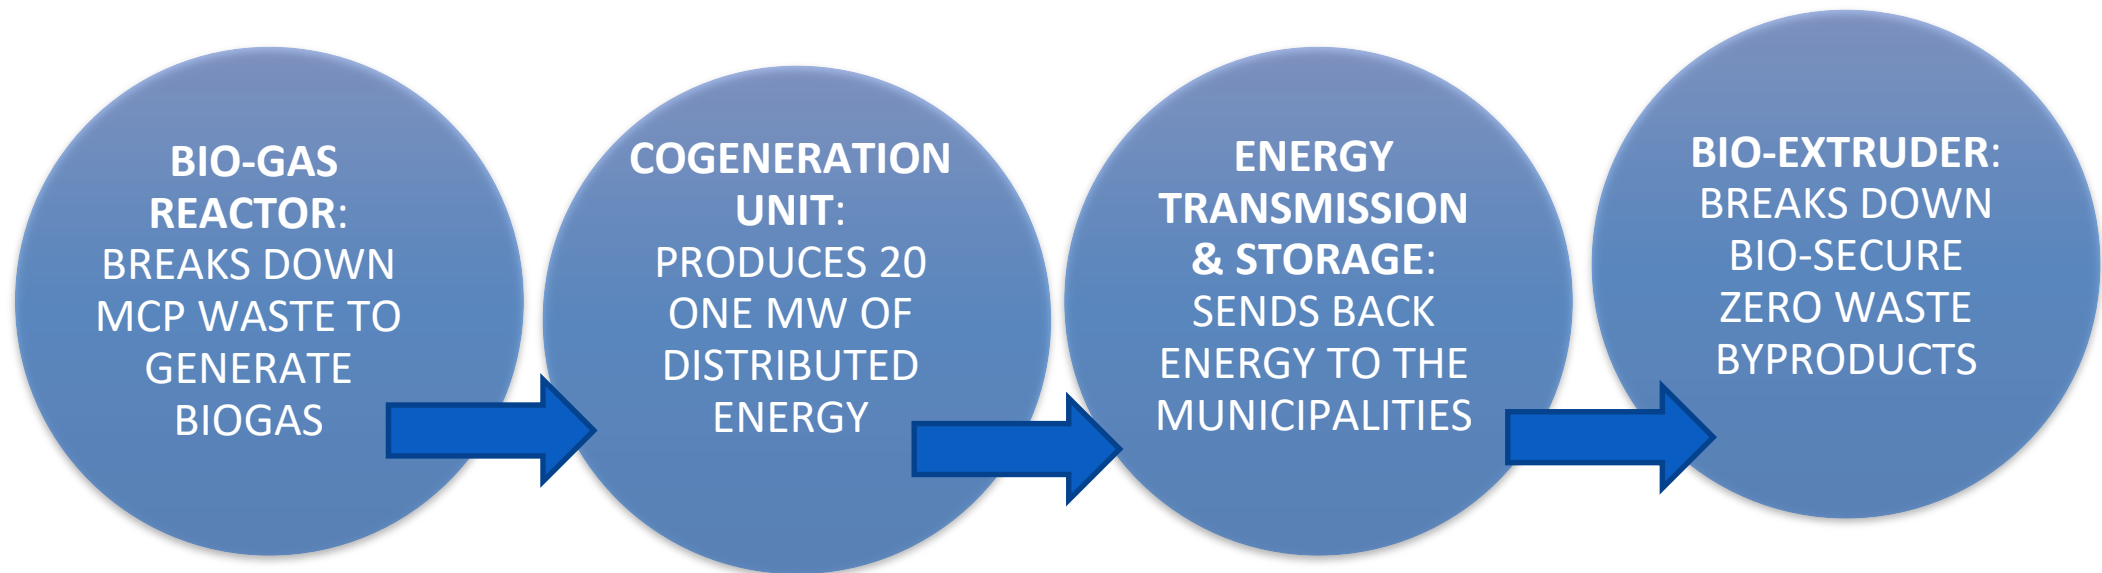 BIO-GAS
REACTOR:
BREAKS DOWN
MCP WASTE TO
GENERATE
BIOGAS
COGENERATION
UNIT:
PRODUCES 20
ONE MW OF
DISTRIBUTED
ENERGY
ENERGY
TRANSMISSION
& STORAGE:
SENDS BACK
ENERGY TO THE
MUNICIPALITIES
BIO-EXTRUDER:
BREAKS DOWN
BIO-SECURE
ZERO WASTE
BYPRODUCTS